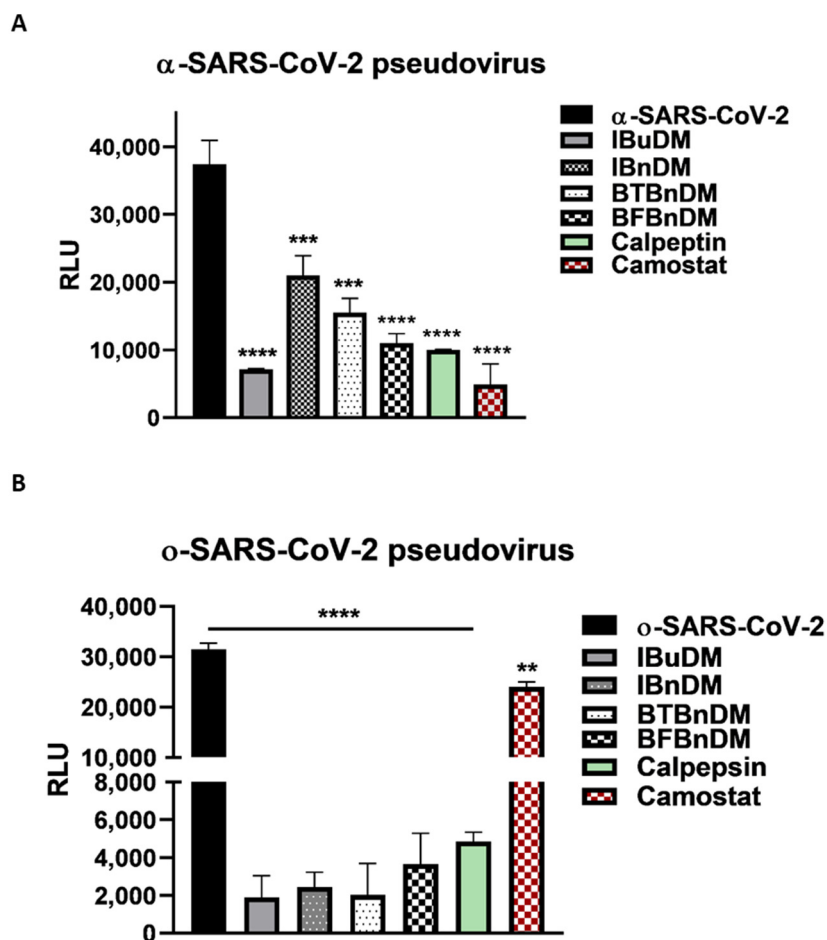 A
α-SARS-CoV-2 pseudovirus
40,000
30,000
20,000
10,000
0
RLU
****
***
***
****
****
****
α-SARS-CoV-2
IBuDM
IBnDM
BTBnDM
BFBnDM
Calpeptin
Camostat
B
o-SARS-CoV-2 pseudovirus
40,000
30,000
20,000
10,000
8,000
6,000
4,000
2,000
0
RLU
****
**
o-SARS-CoV-2
IBuDM
IBnDM
BTBnDM
BFBnDM
Calpepsin
Camostat